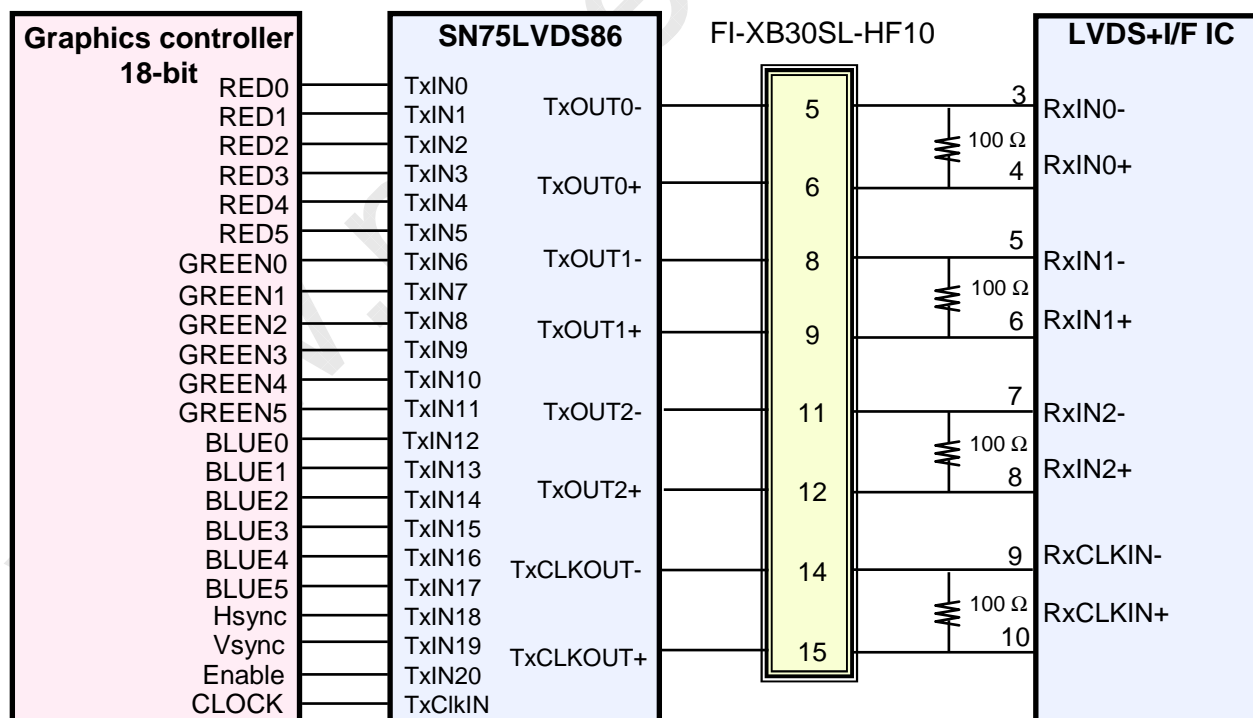 Graphics controller
18-bit
RED0
RED1
RED2
RED3
RED4
RED5
GREEN0
GREEN1
GREEN2
GREEN3
GREEN4
GREEN5
BLUE0
BLUE1
BLUE2
BLUE3
BLUE4
BLUE5
Hsync
Vsync
Enable
CLOCK
SN75LVDS86
TxIN0
TxIN1
TxIN2
TxIN3
TxIN4
TxIN5
TxIN6
TxIN7
TxIN8
TxIN9
TxIN10
TxIN11
TxIN12
TxIN13
TxIN14
TxIN15
TxIN16
TxIN17
TxIN18
TxIN19
TxIN20
TxClkIN
TxOUT0-
TxOUT0+
TxOUT1-
TxOUT1+
TxOUT2-
TxOUT2+
TxCLKOUT-
TxCLKOUT+
FI-XB30SL-HF10
5
6
8
9
11
12
14
15
3
100 Ω
4
5
100 Ω
6
7
100 Ω
8
9
100 Ω
10
LVDS+I/F IC
RxIN0-
RxIN0+
RxIN1-
RxIN1+
RxIN2-
RxIN2+
RxCLKIN-
RxCLKIN+